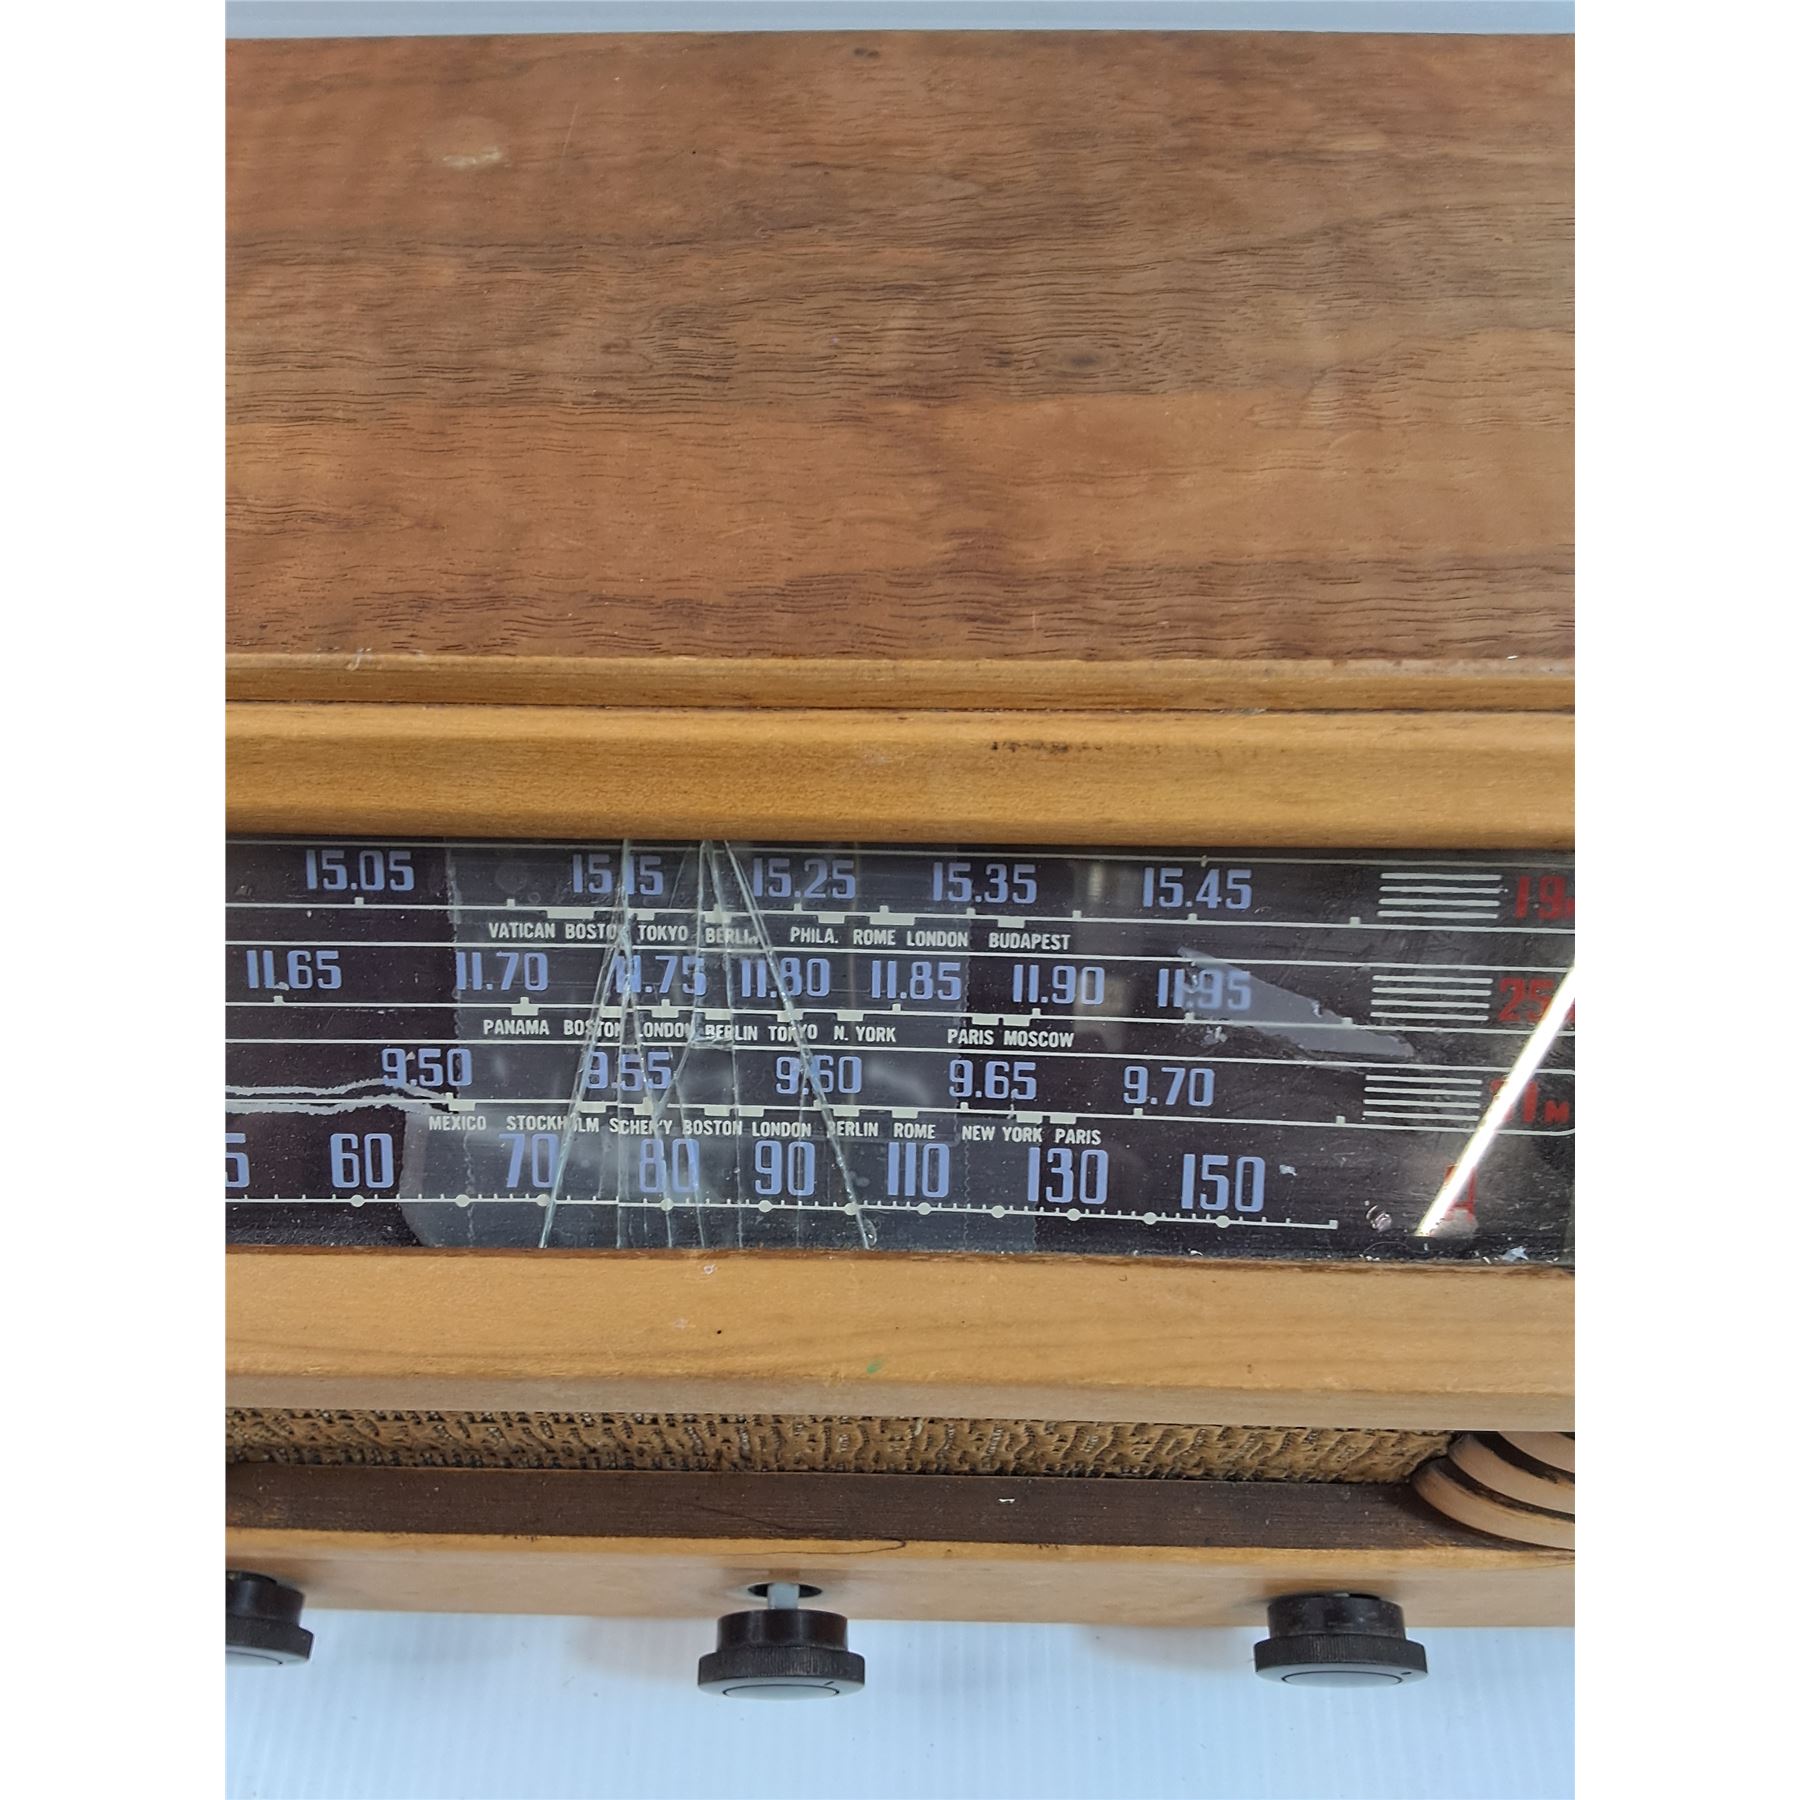 15.05 15.15 15.25 15.35 15.45 19
VATICAN BOSTON TOKYO BERLIN PHILA. ROME LONDON BUDAPEST
11.65 11.70 11.75 11.80 11.85 11.90 11.95 25
PANAMA BOSTON LONDON BERLIN TOKYO N. YORK PARIS MOSCOW
9.50 9.55 9.60 9.65 9.70 M
MEXICO STOCKHOLM SCHEN'Y BOSTON LONDON BERLIN ROME NEW YORK PARIS
5 60 70 80 90 110 130 150